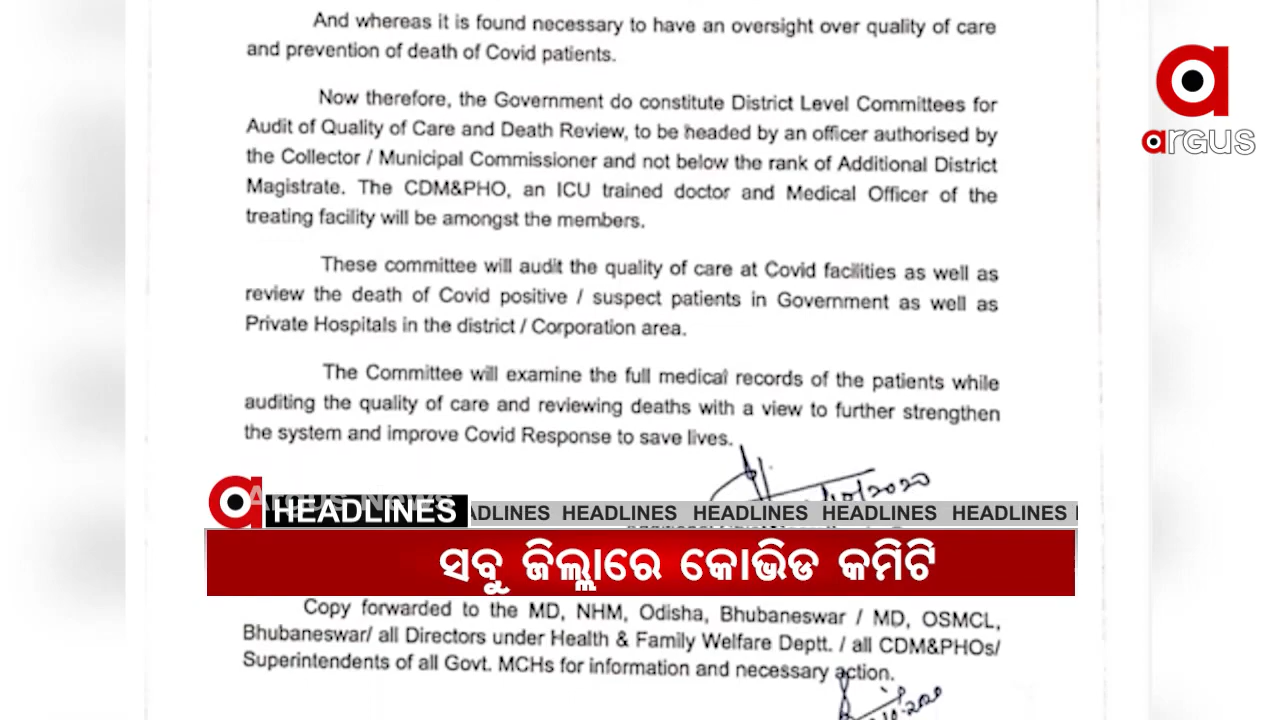 And whereas it is found necessary to have an oversight over quality of care
and prevention of death of Covid patients.
Now therefore, the Government do constitute District Level Committees for
Audit of Quality of Care and Death Review, to be headed by an officer authorised by
the Collector / Municipal Commissioner and not below the rank of Additional District
Magistrate. The CDM&PHO, an ICU trained doctor and Medical Officer of the
treating facility will be amongst the members.
These committee will audit the quality of care at Covid facilities as well as
review the death of Covid positive / suspect patients in Government as well as
Private Hospitals in the district / Corporation area.
The Committee will examine the full medical records of the patients while
auditing the quality of care and reviewing deaths with a view to further strengthen
the system and improve Covid Response to save lives.
argus
HEADLINES
HEADLINES HEADLINES HEADLINES HEADLINES
ସବୁ ଜିଲ୍ଲାରେ କୋଭିଡ କମିଟି
Copy forwarded to the MD, NHM, Odisha, Bhubaneswar / MD, OSMCL,
Bhubaneswar/ all Directors under Health & Family Welfare Deptt. / all CDM&PHOs/
Superintendents of all Govt. MCHs for information and necessary action.